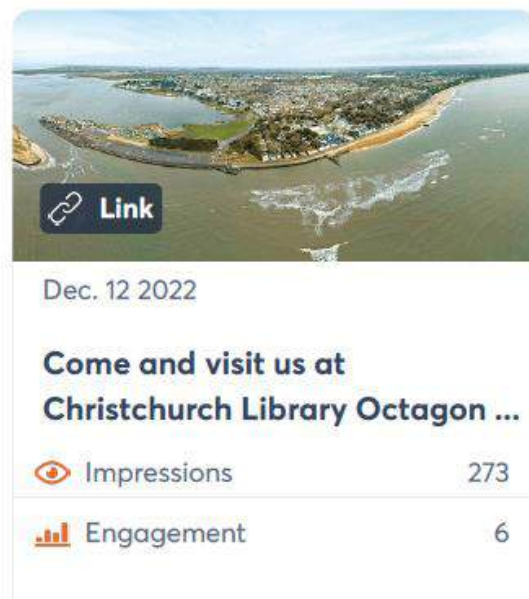 Link
Dec. 12 2022
Come and visit us at
Christchurch Library Octagon ...
Impressions 273
Engagement 6